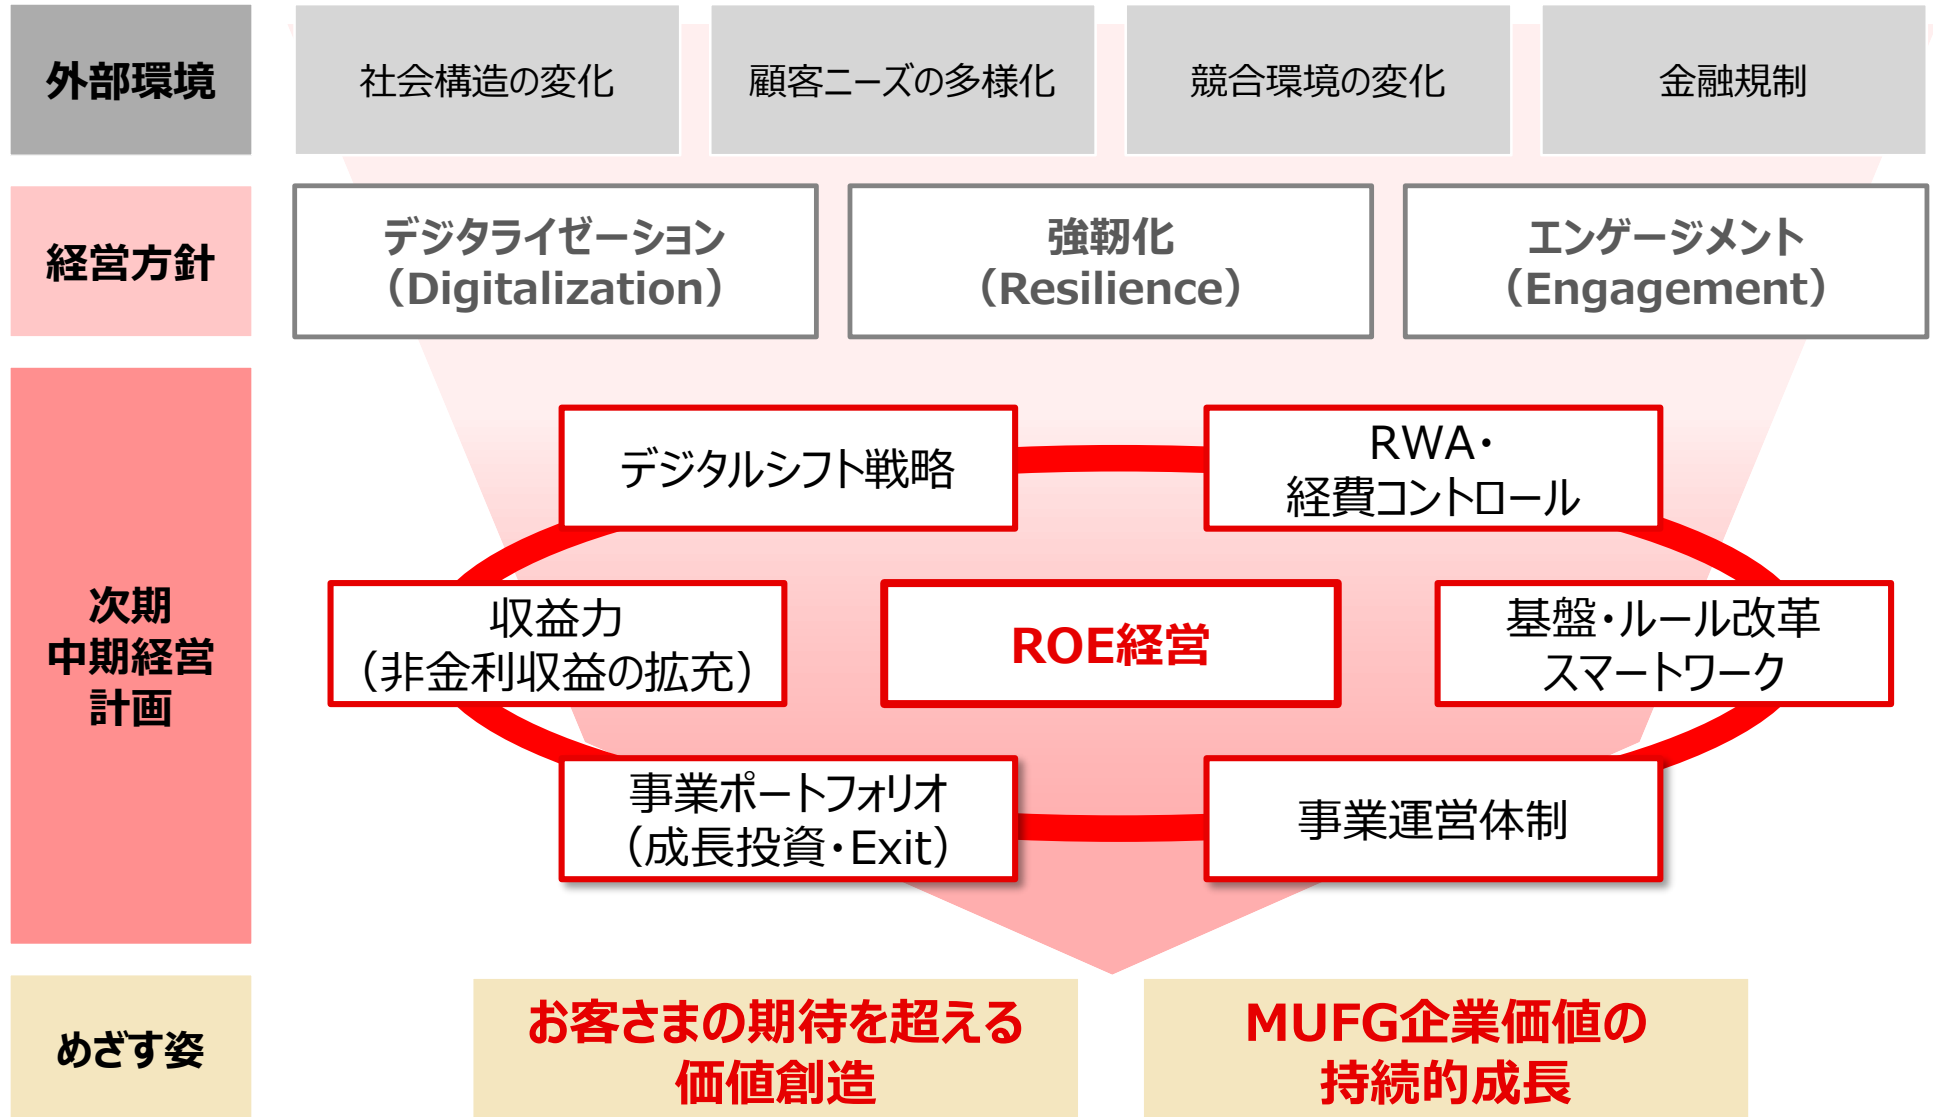 外部環境
社会構造の変化
顧客ニーズの多様化
競合環境の変化
金融規制
経営方針
デジタライゼーション
（Digitalization）
強靭化
（Resilience）
エンゲージメント
（Engagement）
次期
中期経営
計画
デジタルシフト戦略
RWA・
経費コントロール
収益力
（非金利収益の拡充）
ROE経営
基盤・ルール改革
スマートワーク
事業ポートフォリオ
（成長投資・Exit）
事業運営体制
めざす姿
お客さまの期待を超える
価値創造
MUFG企業価値の
持続的成長